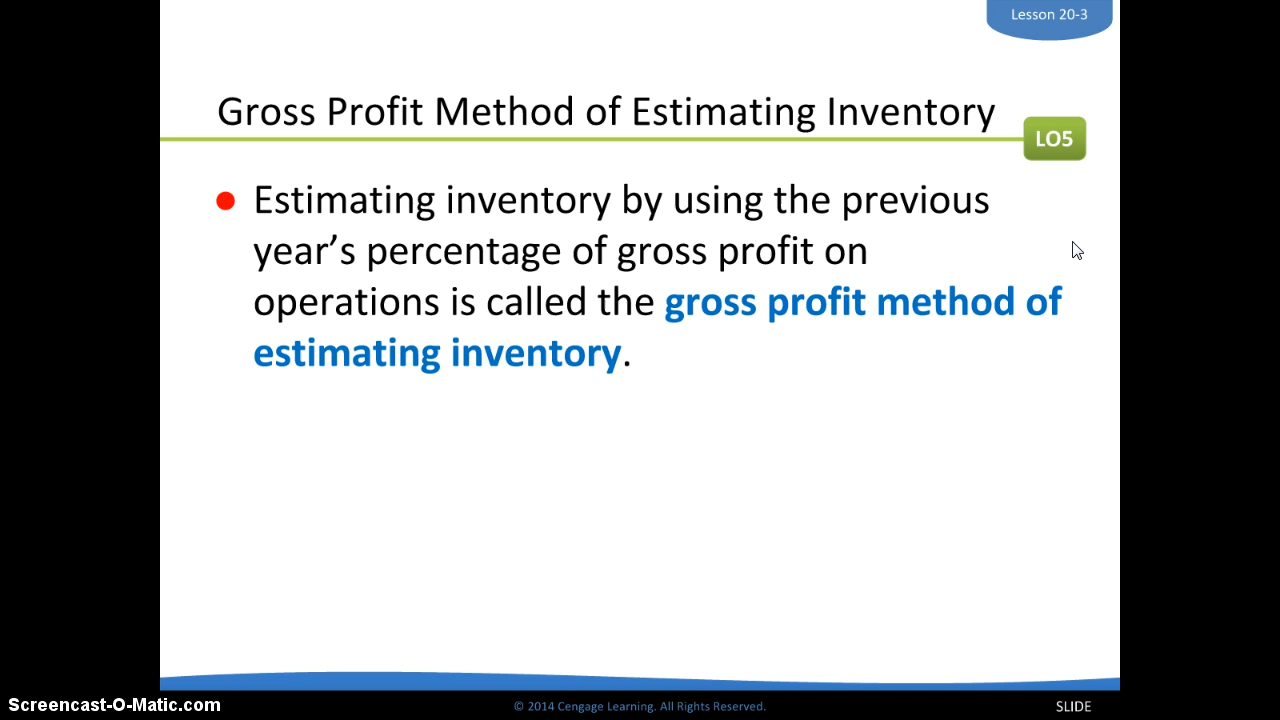 Lesson 20-3
Gross Profit Method of Estimating Inventory
LO5
Estimating inventory by using the previous
year’s percentage of gross profit on
operations is called the gross profit method of
estimating inventory.
Screencast-O-Matic.com
© 2014 Cengage Learning. All Rights Reserved.
SLIDE